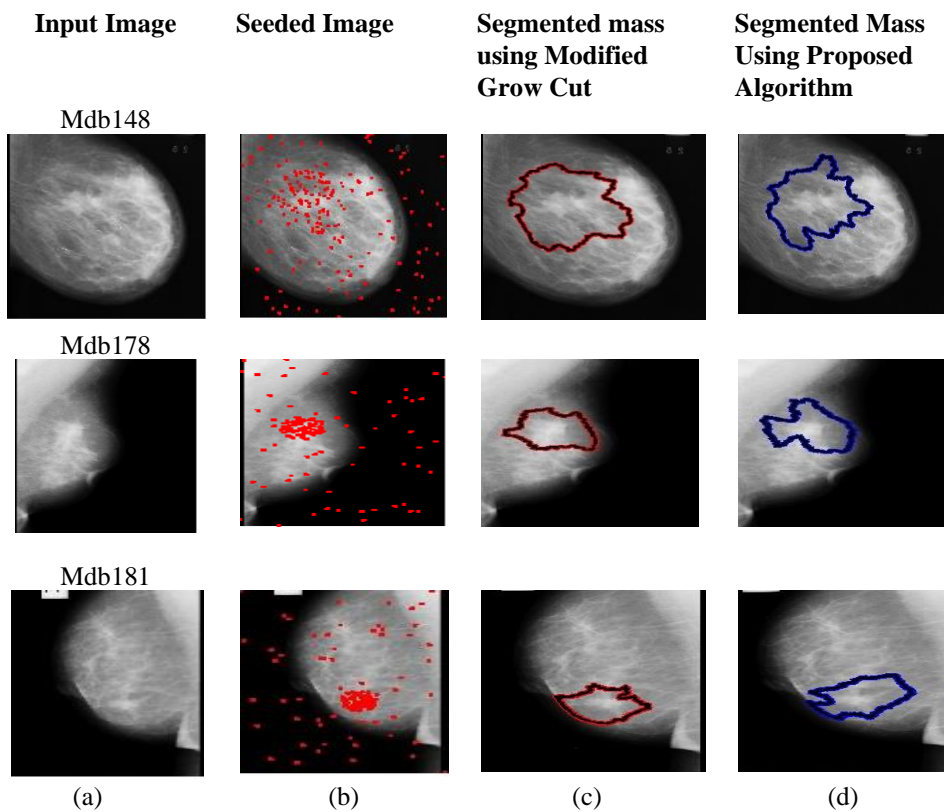 Input Image
Seeded Image
Segmented mass
using Modified
Grow Cut
Segmented Mass
Using Proposed
Algorithm
Mdb148
Mdb178
Mdb181
(a)
(b)
(c)
(d)